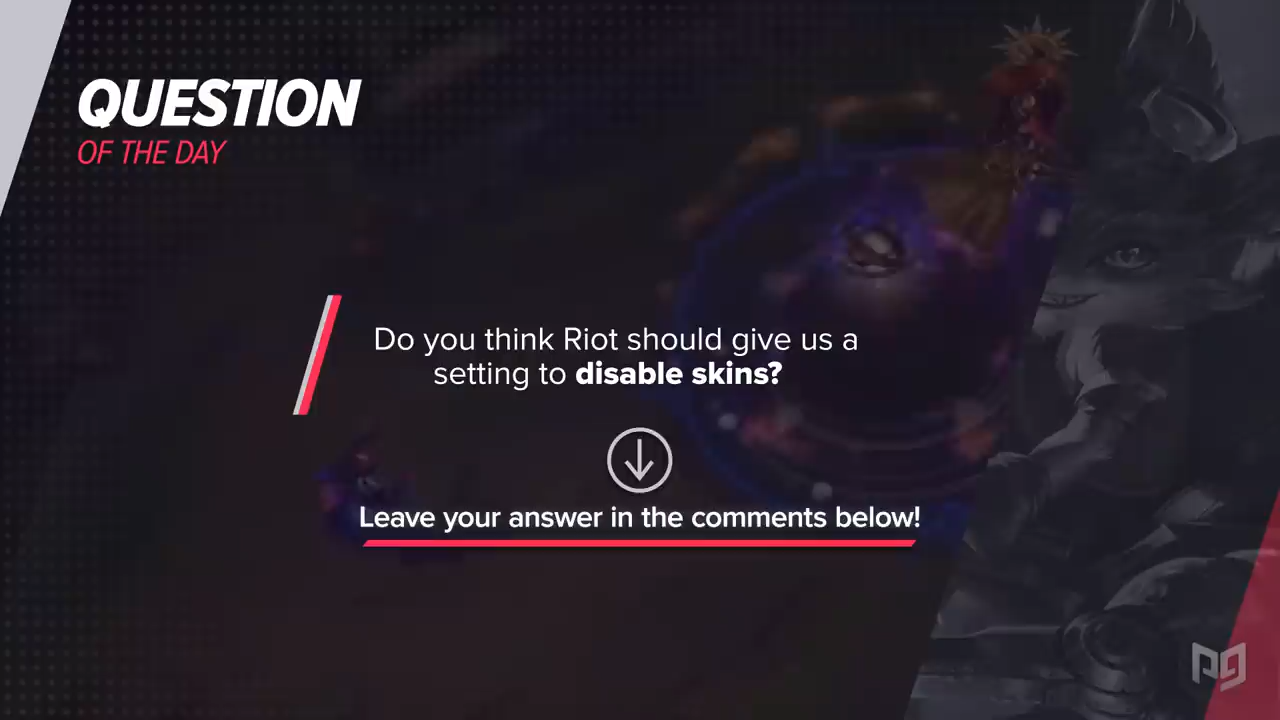 QUESTION
OF THE DAY
Do you think Riot should give us a
setting to disable skins?
Leave your answer in the comments below!
pg